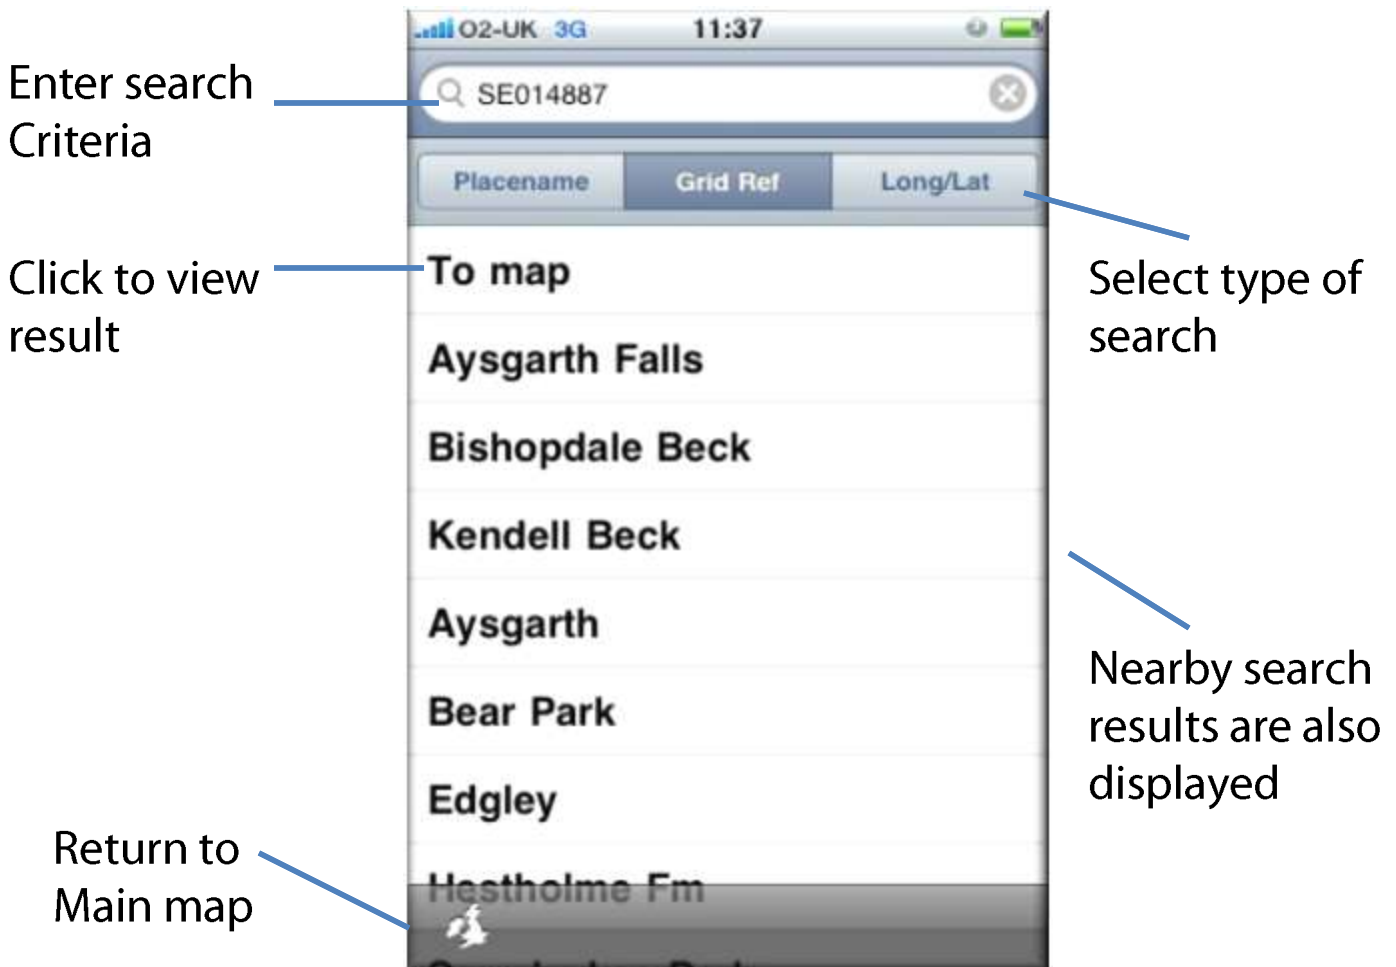 O2-UK 3G 11:37
Enter search
Criteria
SE014887
Placename Grid Ref Long/Lat
Click to view
result
To map
Select type of
search
Aysgarth Falls
Bishopdale Beck
Kendell Beck
Aysgarth
Bear Park
Nearby search
results are also
displayed
Edgley
Return to
Main map
Hestholme Fm